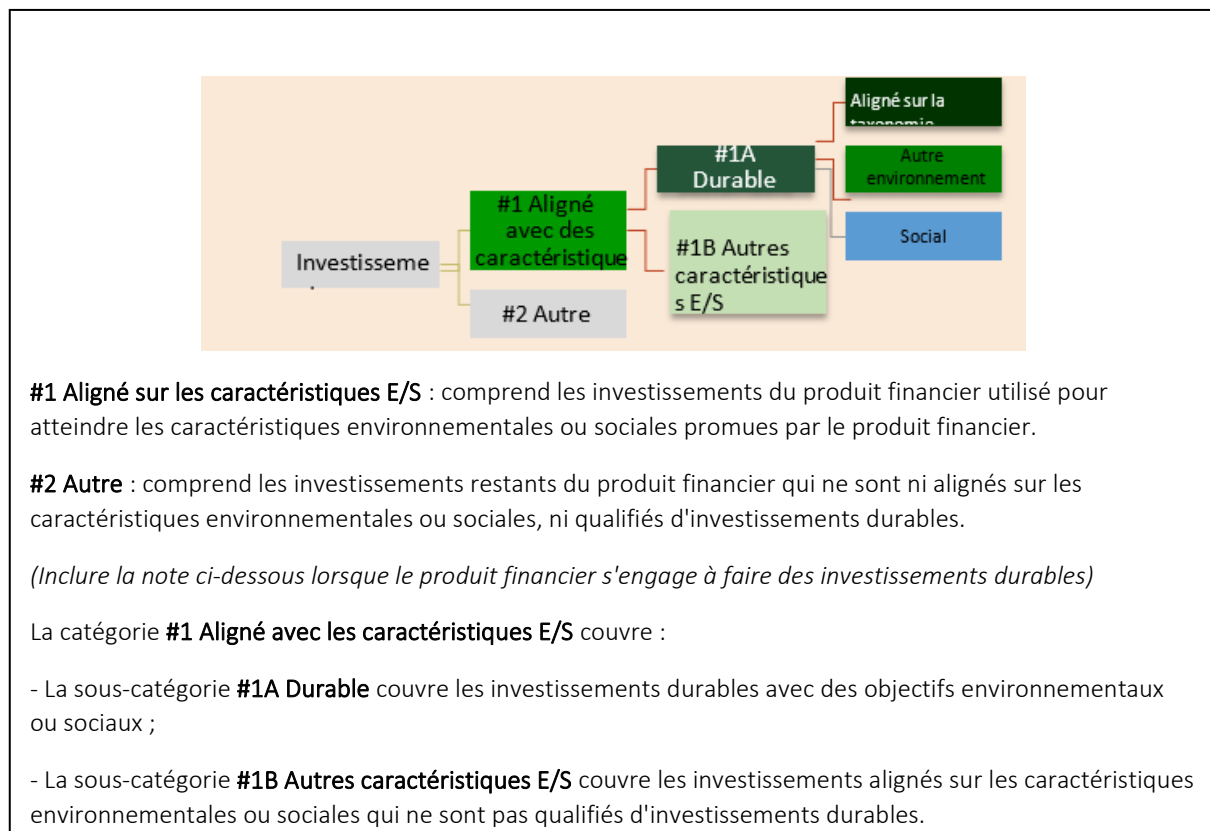 Aligné sur la
taxonomie
#1A
Durable
Autre
environnement
#1 Aligné
avec des
caractéristique
Social
#1B Autres
caractéristique
s E/S
Investisseme
#2 Autre
#1 Aligné sur les caractéristiques E/S : comprend les investissements du produit financier utilisé pour
atteindre les caractéristiques environnementales ou sociales promues par le produit financier.
#2 Autre : comprend les investissements restants du produit financier qui ne sont ni alignés sur les
caractéristiques environnementales ou sociales, ni qualifiés d'investissements durables.
(Inclure la note ci-dessous lorsque le produit financier s'engage à faire des investissements durables)
La catégorie #1 Aligné avec les caractéristiques E/S couvre :
- La sous-catégorie #1A Durable couvre les investissements durables avec des objectifs environnementaux
ou sociaux ;
- La sous-catégorie #1B Autres caractéristiques E/S couvre les investissements alignés sur les caractéristiques
environnementales ou sociales qui ne sont pas qualifiés d'investissements durables.